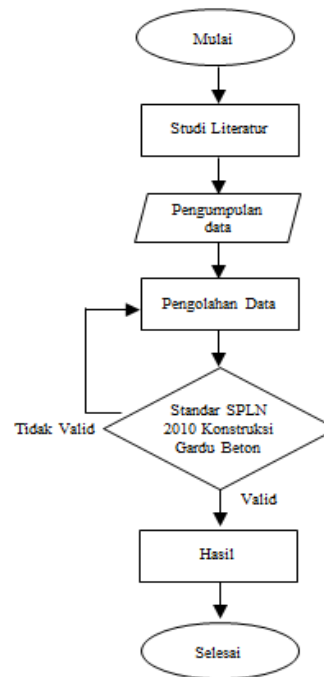 Mulai
Studi Literatur
Pengumpulan
data
Pengolahan Data
Standar SPLN
2010 Konstruksi
Gardu Beton
Tidak Valid
Valid
Hasil
Selesai